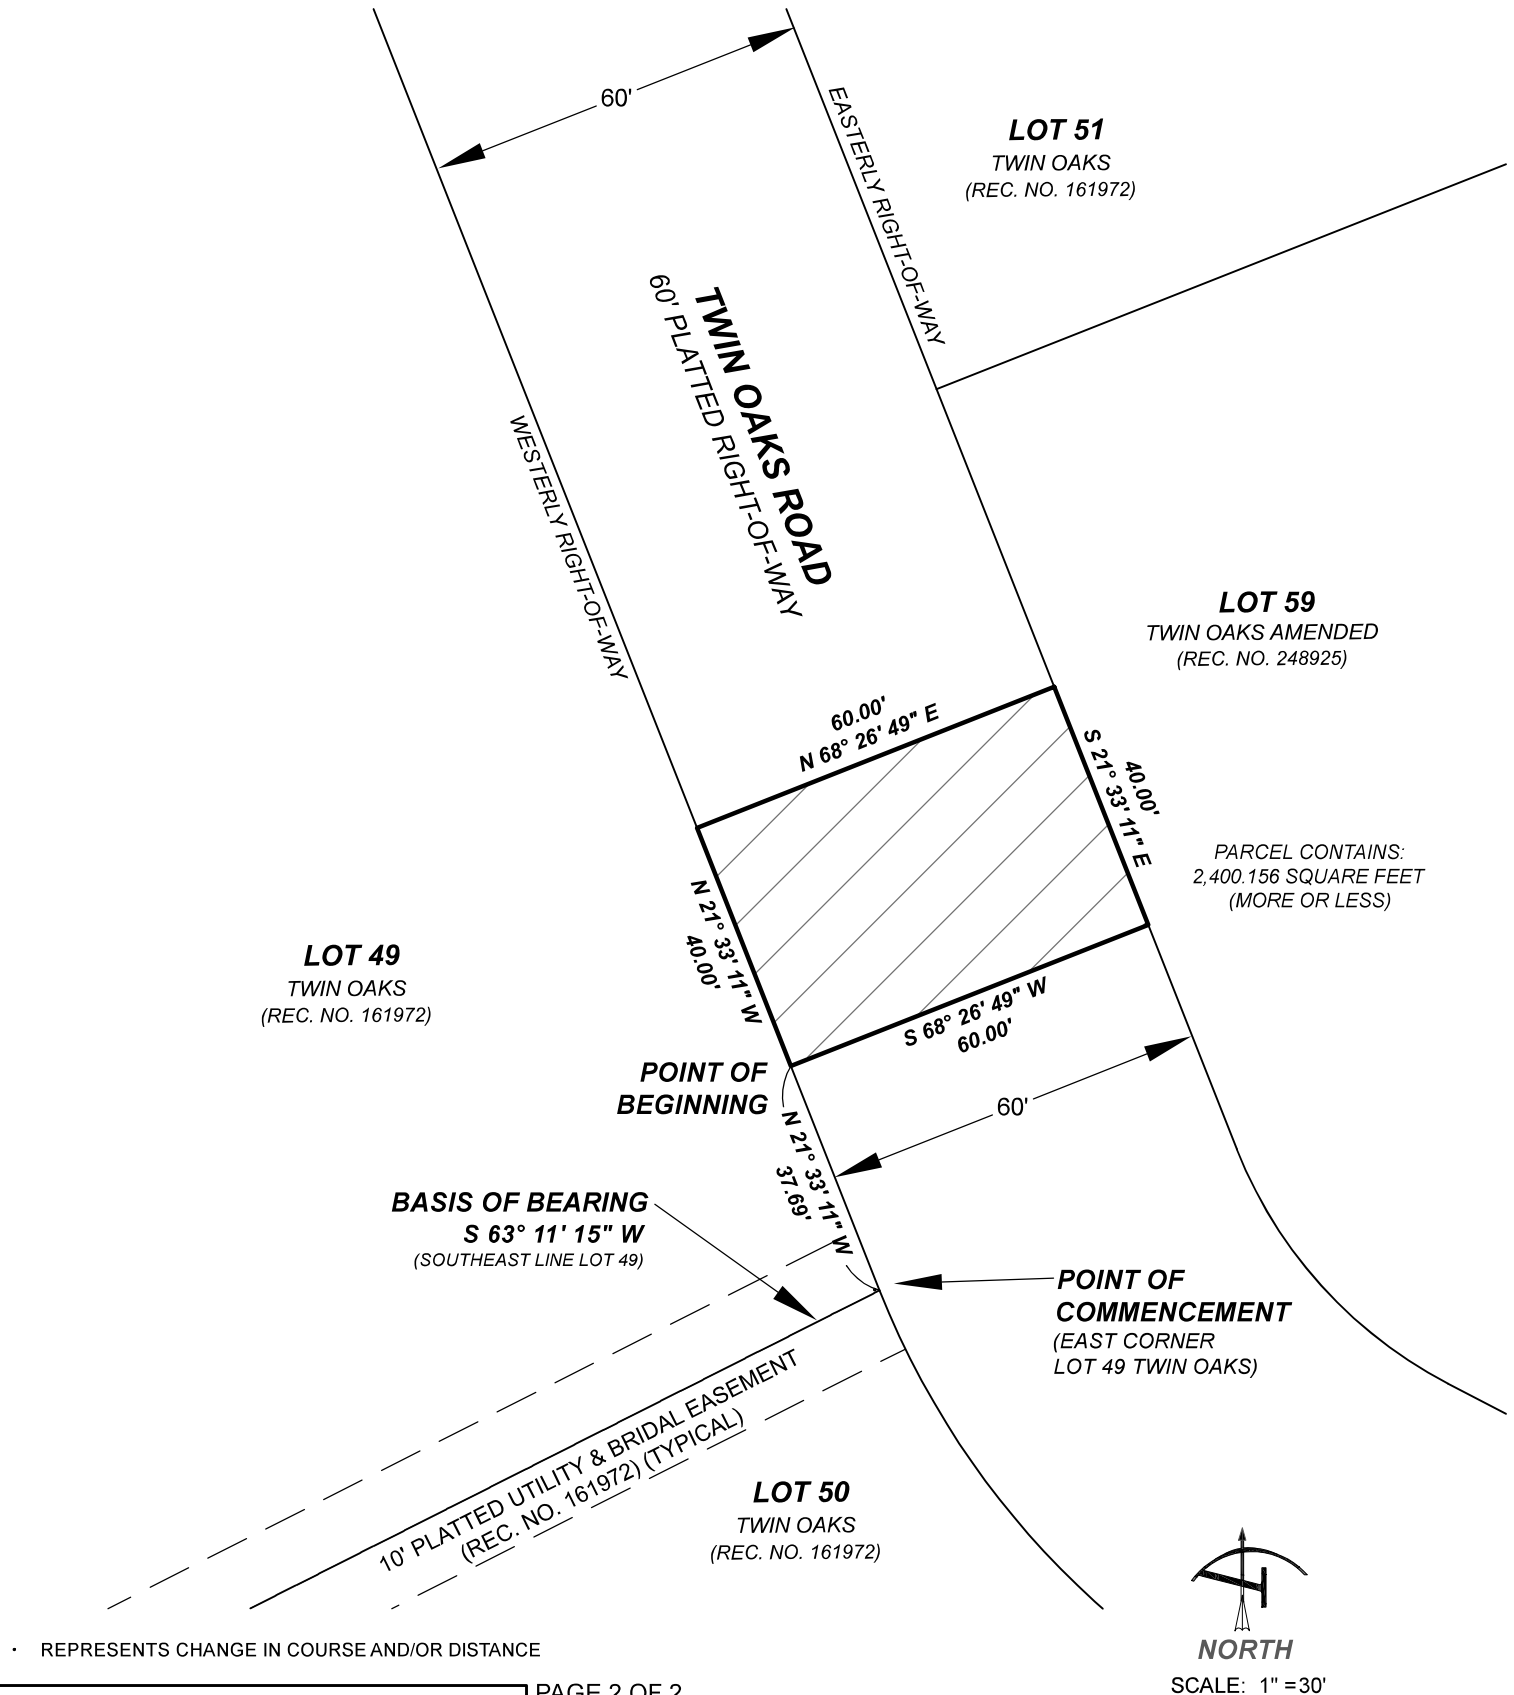 60'
EASTERLY RIGHT-OF-WAY
LOT 51
TWIN OAKS
(REC. NO. 161972)
TWIN OAKS ROAD
60' PLATTED RIGHT-OF-WAY
WESTERLY RIGHT-OF-WAY
LOT 59
TWIN OAKS AMENDED
(REC. NO. 248925)
60.00'
N 68° 26' 49" E
S 21° 33' 11" E
40.00'
PARCEL CONTAINS:
2,400.156 SQUARE FEET
(MORE OR LESS)
N 21° 33' 11" W
40.00'
LOT 49
TWIN OAKS
(REC. NO. 161972)
S 68° 26' 49" W
60.00'
POINT OF
BEGINNING
60'
N 21° 33' 11" W
37.69'
BASIS OF BEARING
S 63° 11' 15" W
(SOUTHEAST LINE LOT 49)
POINT OF
COMMENCEMENT
(EAST CORNER
LOT 49 TWIN OAKS)
10' PLATTED UTILITY & BRIDAL EASEMENT
(REC. NO. 161972) (TYPICAL)
LOT 50
TWIN OAKS
(REC. NO. 161972)
NORTH
SCALE: 1" =30'
· REPRESENTS CHANGE IN COURSE AND/OR DISTANCE
PAGE 2 OF 2